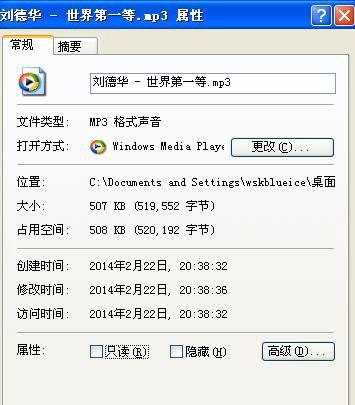 刘德华 - 世界第一等.mp3 属性
常规 摘要
刘德华 - 世界第一等.mp3
文件类型: MP3 格式声音
打开方式: Windows Media Playe 更改(C)...
位置: C:\Documents and Settings\wskblueice\桌面
大小: 507 KB (519,552 字节)
占用空间: 508 KB (520,192 字节)
创建时间: 2014年2月22日, 20:38:32
修改时间: 2014年2月22日, 20:38:36
访问时间: 2014年2月22日, 20:38:32
属性: 只读(R) 隐藏(H) 高级(D)...